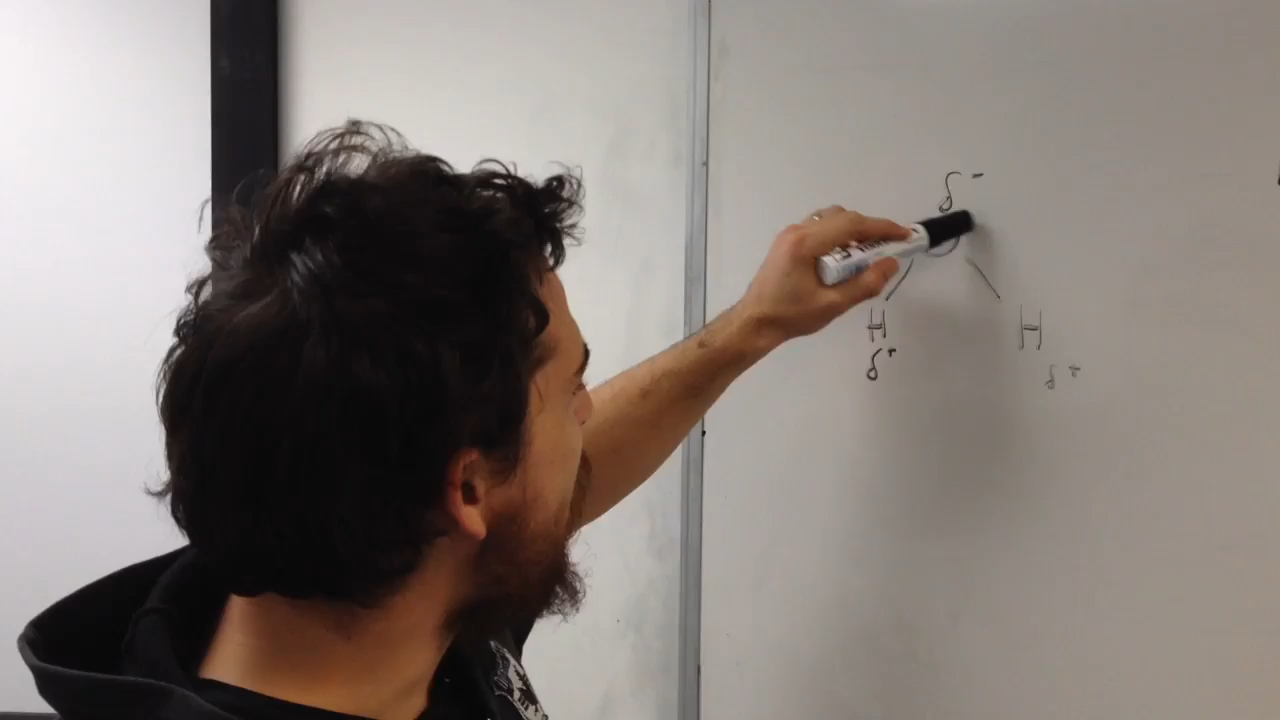 δ -
H H
δ + δ +